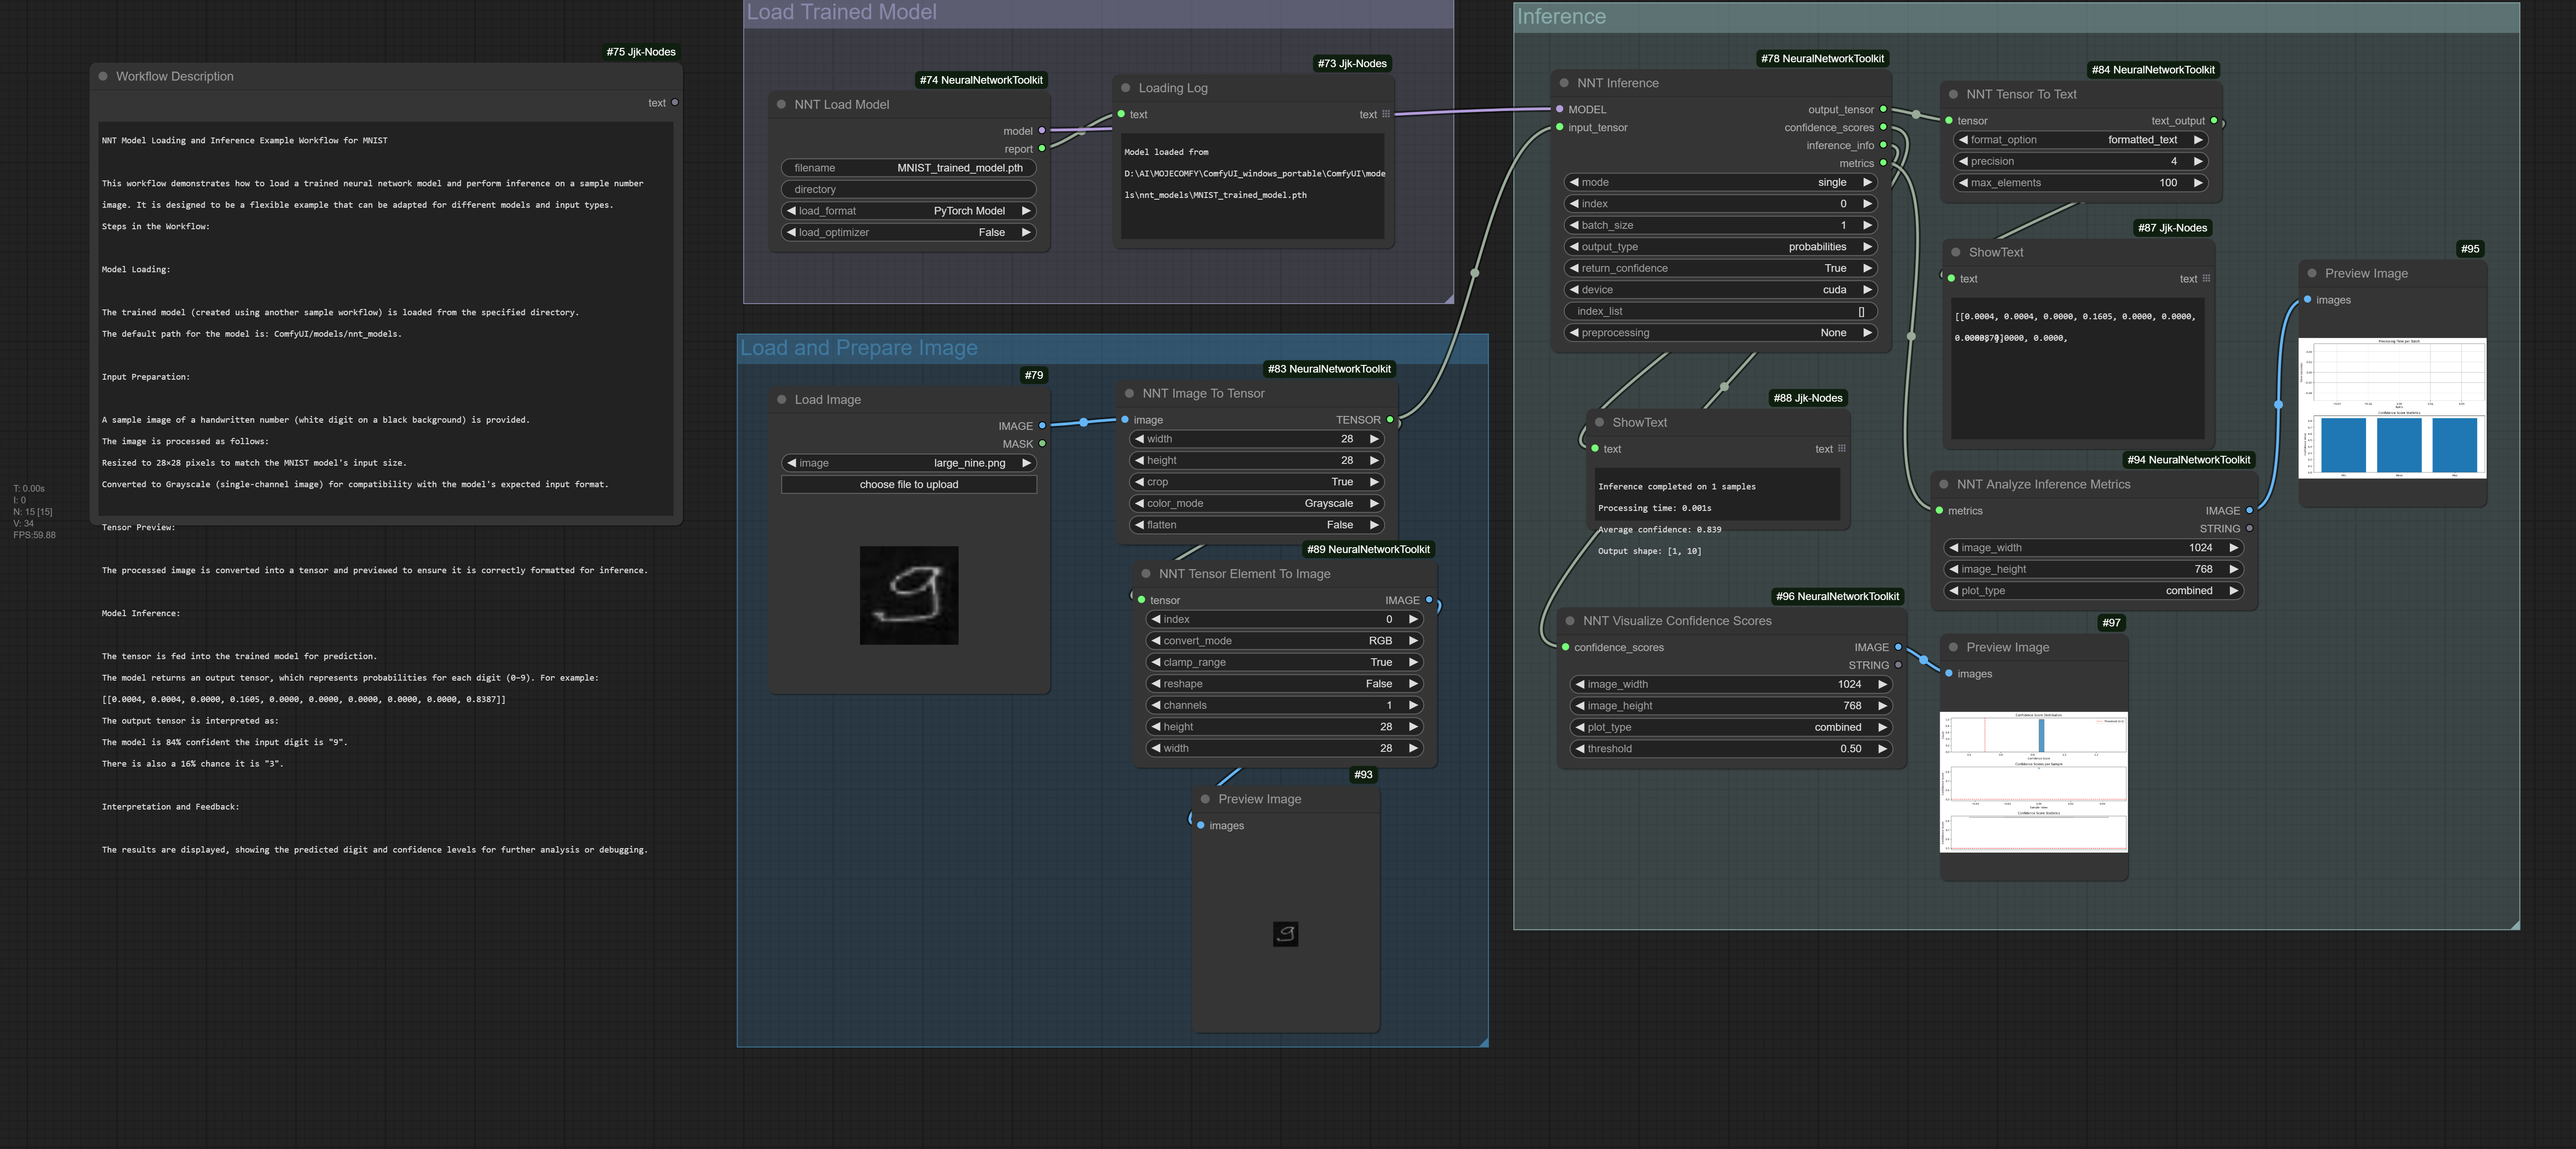 #75 Jjk-Nodes
Workflow Description
text
NNT Model Loading and Inference Example Workflow for MNIST
This workflow demonstrates how to load a trained neural network model and perform inference on a sample number
image. It is designed to be a flexible example that can be adapted for different models and input types.
Steps in the Workflow:
Model Loading:
The trained model (created using another sample workflow) is loaded from the specified directory.
The default path for the model is: ComfyUI/models/nnt_models.
Input Preparation:
A sample image of a handwritten number (white digit on a black background) is provided.
The image is processed as follows:
Resized to 28×28 pixels to match the MNIST model's input size.
Converted to Grayscale (single-channel image) for compatibility with the model's expected input format.
Tensor Preview:
The processed image is converted into a tensor and previewed to ensure it is correctly formatted for inference.
Model Inference:
The tensor is fed into the trained model for prediction.
The model returns an output tensor, which represents probabilities for each digit (0-9). For example:
[[0.0004, 0.0004, 0.0000, 0.1605, 0.0000, 0.0000, 0.0000, 0.0000, 0.0000, 0.8387]]
The output tensor is interpreted as:
The model is 84% confident the input digit is "9".
There is also a 16% chance it is "3".
Interpretation and Feedback:
The results are displayed, showing the predicted digit and confidence levels for further analysis or debugging.
T: 0.00s
I: 0
N: 15 [15]
V: 34
FPS:59.88
Load Trained Model
#74 NeuralNetworkToolkit
NNT Load Model
model
report
filename MNIST_trained_model.pth
directory
load_format PyTorch Model
load_optimizer False
#73 Jjk-Nodes
Loading Log
text text
Model loaded from
D:\AI\MOJECOMFY\ComfyUI_windows_portable\ComfyUI\mode
ls\nnt_models\MNIST_trained_model.pth
Load and Prepare Image
#79
Load Image
IMAGE
MASK
image large_nine.png
choose file to upload
9
#83 NeuralNetworkToolkit
NNT Image To Tensor
image TENSOR
width 28
height 28
crop True
color_mode Grayscale
flatten False
#89 NeuralNetworkToolkit
NNT Tensor Element To Image
tensor IMAGE
index 0
convert_mode RGB
clamp_range True
reshape False
channels 1
height 28
width 28
#93
Preview Image
images
9
Inference
#78 NeuralNetworkToolkit
NNT Inference
MODEL output_tensor
input_tensor confidence_scores
inference_info
metrics
mode single
index 0
batch_size 1
output_type probabilities
return_confidence True
device cuda
index_list []
preprocessing None
#84 NeuralNetworkToolkit
NNT Tensor To Text
tensor text_output
format_option formatted_text
precision 4
max_elements 100
#87 Jjk-Nodes
ShowText
text text
[[0.0004, 0.0004, 0.0000, 0.1605, 0.0000, 0.0000,
#88 Jjk-Nodes
ShowText
text text
Inference completed on 1 samples
Processing time: 0.001s
Average confidence: 0.839
Output shape: [1, 10]
#94 NeuralNetworkToolkit
NNT Analyze Inference Metrics
metrics IMAGE
STRING
image_width 1024
image_height 768
plot_type combined
#95
Preview Image
images
Processing Time per Batch
Confidence Score Statistics
#96 NeuralNetworkToolkit
NNT Visualize Confidence Scores
confidence_scores IMAGE
STRING
image_width 1024
image_height 768
plot_type combined
threshold 0.50
#97
Preview Image
images
Confidence Score Distribution
Confidence Scores per Sample
Confidence Score Statistics